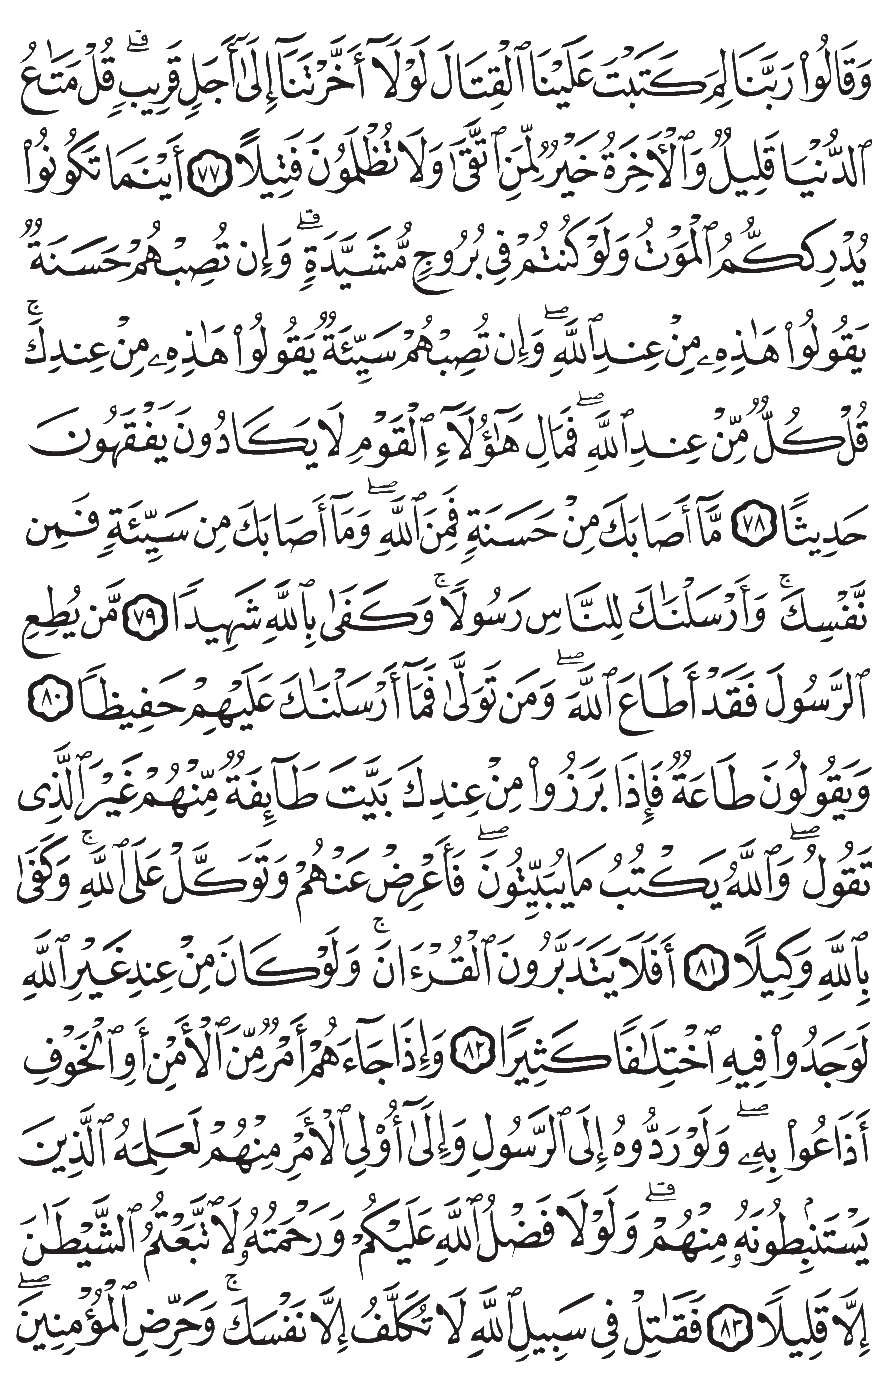 وَقَالُوا۟ رَبَّنَا لِمَ كَتَبْتَ عَلَيْنَا ٱلْقِتَالَ لَوْلَآ أَخَّرْتَنَآ إِلَىٰٓ أَجَلٍ قَرِيبٍ ۗ قُلْ مَتَـٰعُ
ٱلدُّنْيَا قَلِيلٌ وَٱلْـَٔاخِرَةُ خَيْرٌ لِّمَنِ ٱتَّقَىٰ وَلَا تُظْلَمُونَ فَتِيلًا ٧٧ أَيْنَمَا تَكُونُوا۟
يُدْرِككُّمُ ٱلْمَوْتُ وَلَوْ كُنتُمْ فِى بُرُوجٍ مُّشَيَّدَةٍ ۗ وَإِن تُصِبْهُمْ حَسَنَةٌ
يَقُولُوا۟ هَـٰذِهِۦ مِنْ عِندِ ٱللَّهِ ۖ وَإِن تُصِبْهُمْ سَيِّئَةٌ يَقُولُوا۟ هَـٰذِهِۦ مِنْ عِندِكَ ۚ
قُلْ كُلٌّ مِّنْ عِندِ ٱللَّهِ ۖ فَمَالِ هَـٰٓؤُلَآءِ ٱلْقَوْمِ لَا يَكَادُونَ يَفْقَهُونَ
حَدِيثًا ٧٨ مَّآ أَصَابَكَ مِنْ حَسَنَةٍ فَمِنَ ٱللَّهِ ۖ وَمَآ أَصَابَكَ مِن سَيِّئَةٍ فَمِن
نَّفْسِكَ ۚ وَأَرْسَلْنَـٰكَ لِلنَّاسِ رَسُولًا ۚ وَكَفَىٰ بِٱللَّهِ شَهِيدًا ٧٩ مَّن يُطِعِ
ٱلرَّسُولَ فَقَدْ أَطَاعَ ٱللَّهَ ۖ وَمَن تَوَلَّىٰ فَمَآ أَرْسَلْنَـٰكَ عَلَيْهِمْ حَفِيظًا ٨٠
وَيَقُولُونَ طَاعَةٌ فَإِذَا بَرَزُوا۟ مِنْ عِندِكَ بَيَّتَ طَآئِفَةٌ مِّنْهُمْ غَيْرَ ٱلَّذِى
تَقُولُ ۖ وَٱللَّهُ يَكْتُبُ مَا يُبَيِّتُونَ ۖ فَأَعْرِضْ عَنْهُمْ وَتَوَكَّلْ عَلَى ٱللَّهِ ۚ وَكَفَىٰ
بِٱللَّهِ وَكِيلًا ٨١ أَفَلَا يَتَدَبَّرُونَ ٱلْقُرْءَانَ ۚ وَلَوْ كَانَ مِنْ عِندِ غَيْرِ ٱللَّهِ
لَوَجَدُوا۟ فِيهِ ٱخْتِلَـٰفًا كَثِيرًا ٨٢ وَإِذَا جَآءَهُمْ أَمْرٌ مِّنَ ٱلْأَمْنِ أَوِ ٱلْخَوْفِ
أَذَاعُوا۟ بِهِۦ ۖ وَلَوْ رَدُّوهُ إِلَى ٱلرَّسُولِ وَإِلَىٰٓ أُو۟لِى ٱلْأَمْرِ مِنْهُمْ لَعَلِمَهُ ٱلَّذِينَ
يَسْتَنۢبِطُونَهُۥ مِنْهُمْ ۗ وَلَوْلَا فَضْلُ ٱللَّهِ عَلَيْكُمْ وَرَحْمَتُهُۥ لَٱتَّبَعْتُمُ ٱلشَّيْطَـٰنَ
إِلَّا قَلِيلًا ٨٣ فَقَـٰتِلْ فِى سَبِيلِ ٱللَّهِ لَا تُكَلَّفُ إِلَّا نَفْسَكَ ۚ وَحَرِّضِ ٱلْمُؤْمِنِينَ ۖ